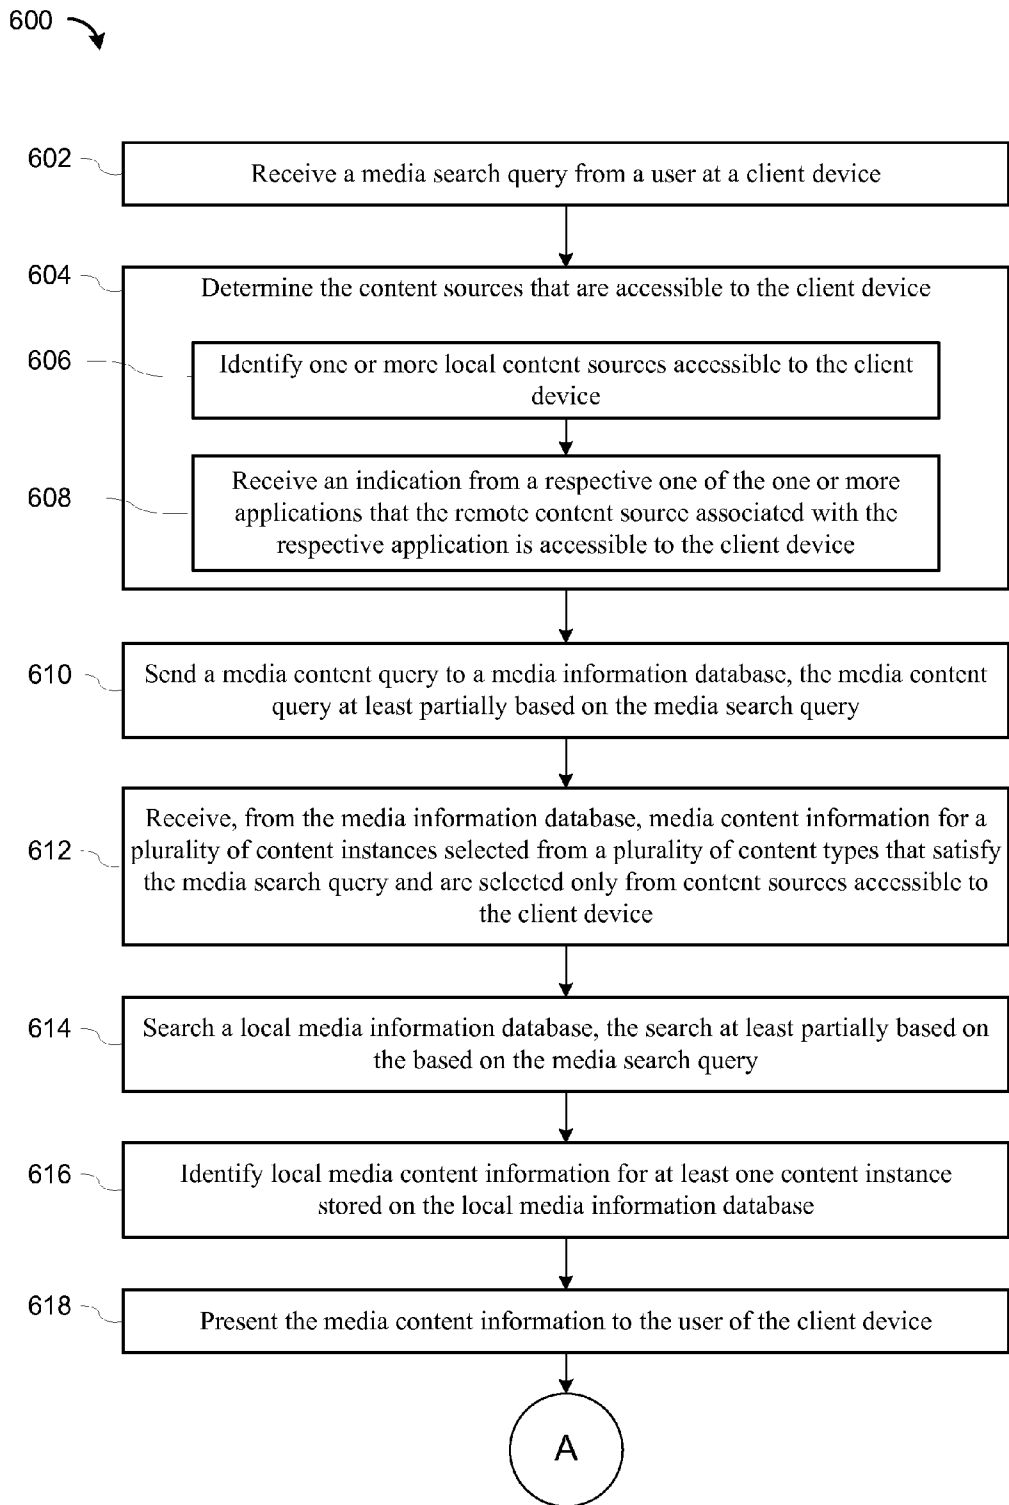 600
602
Receive a media search query from a user at a client device
604
Determine the content sources that are accessible to the client device
606
Identify one or more local content sources accessible to the client
device
608
Receive an indication from a respective one of the one or more
applications that the remote content source associated with the
respective application is accessible to the client device
610
Send a media content query to a media information database, the media content
query at least partially based on the media search query
612
Receive, from the media information database, media content information for a
plurality of content instances selected from a plurality of content types that satisfy
the media search query and are selected only from content sources accessible to
the client device
614
Search a local media information database, the search at least partially based on
the based on the media search query
616
Identify local media content information for at least one content instance
stored on the local media information database
618
Present the media content information to the user of the client device
A